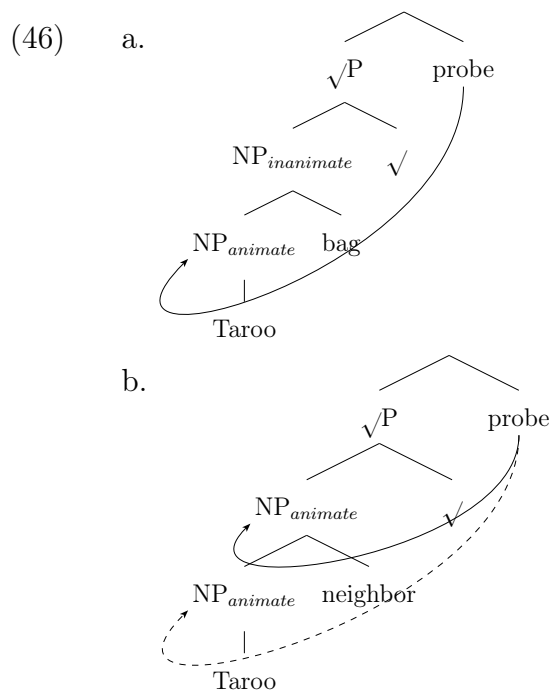 (46) a.
√P probe
NP_inanimate √
NP_animate bag
Taroo
b.
√P probe
NP_animate √
NP_animate neighbor
Taroo